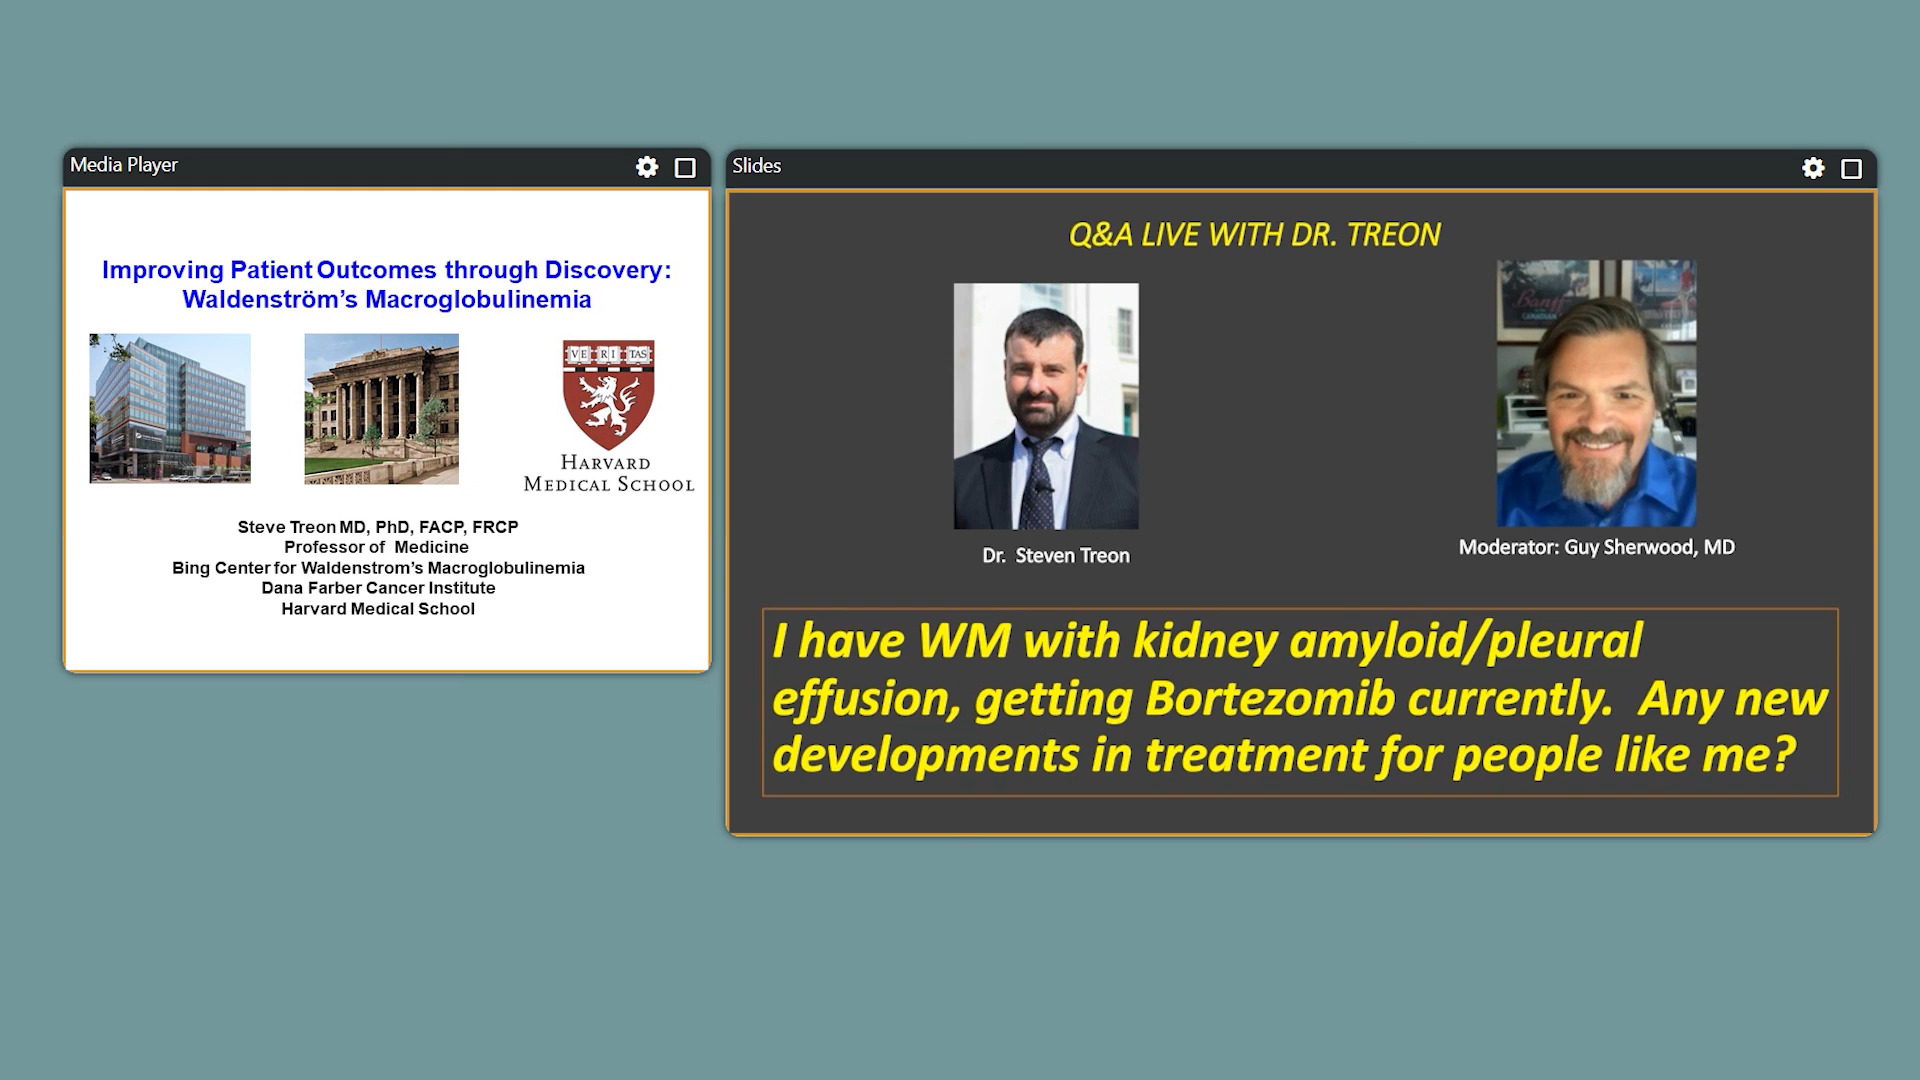 Media Player
Improving Patient Outcomes through Discovery:
Waldenström’s Macroglobulinemia
VE RI TAS
HARVARD
MEDICAL SCHOOL
Steve Treon MD, PhD, FACP, FRCP
Professor of Medicine
Bing Center for Waldenstrom’s Macroglobulinemia
Dana Farber Cancer Institute
Harvard Medical School
Slides
Q&A LIVE WITH DR. TREON
Banff
CANADIAN
Dr. Steven Treon
Moderator: Guy Sherwood, MD
I have WM with kidney amyloid/pleural
effusion, getting Bortezomib currently. Any new
developments in treatment for people like me?